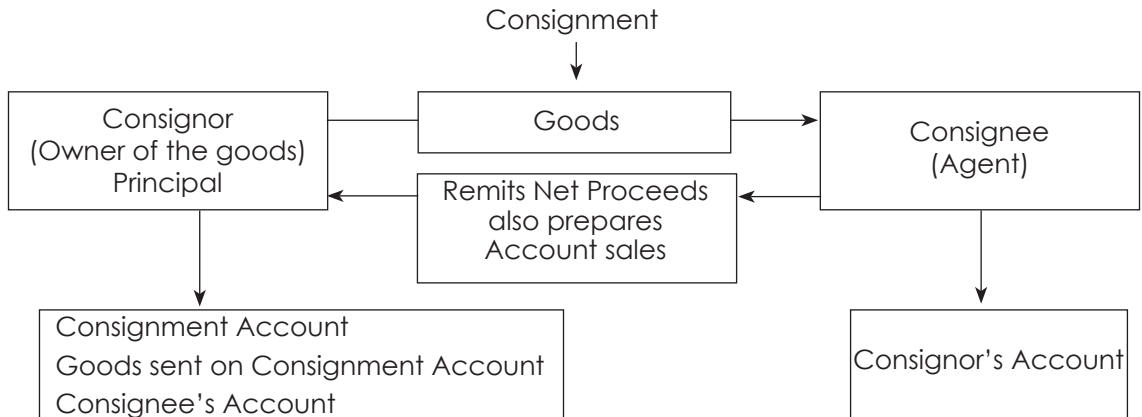 Consignment
Consignor
(Owner of the goods)
Principal
Goods
Consignee
(Agent)
Remits Net Proceeds
also prepares
Account sales
Consignment Account
Goods sent on Consignment Account
Consignee’s Account
Consignor’s Account